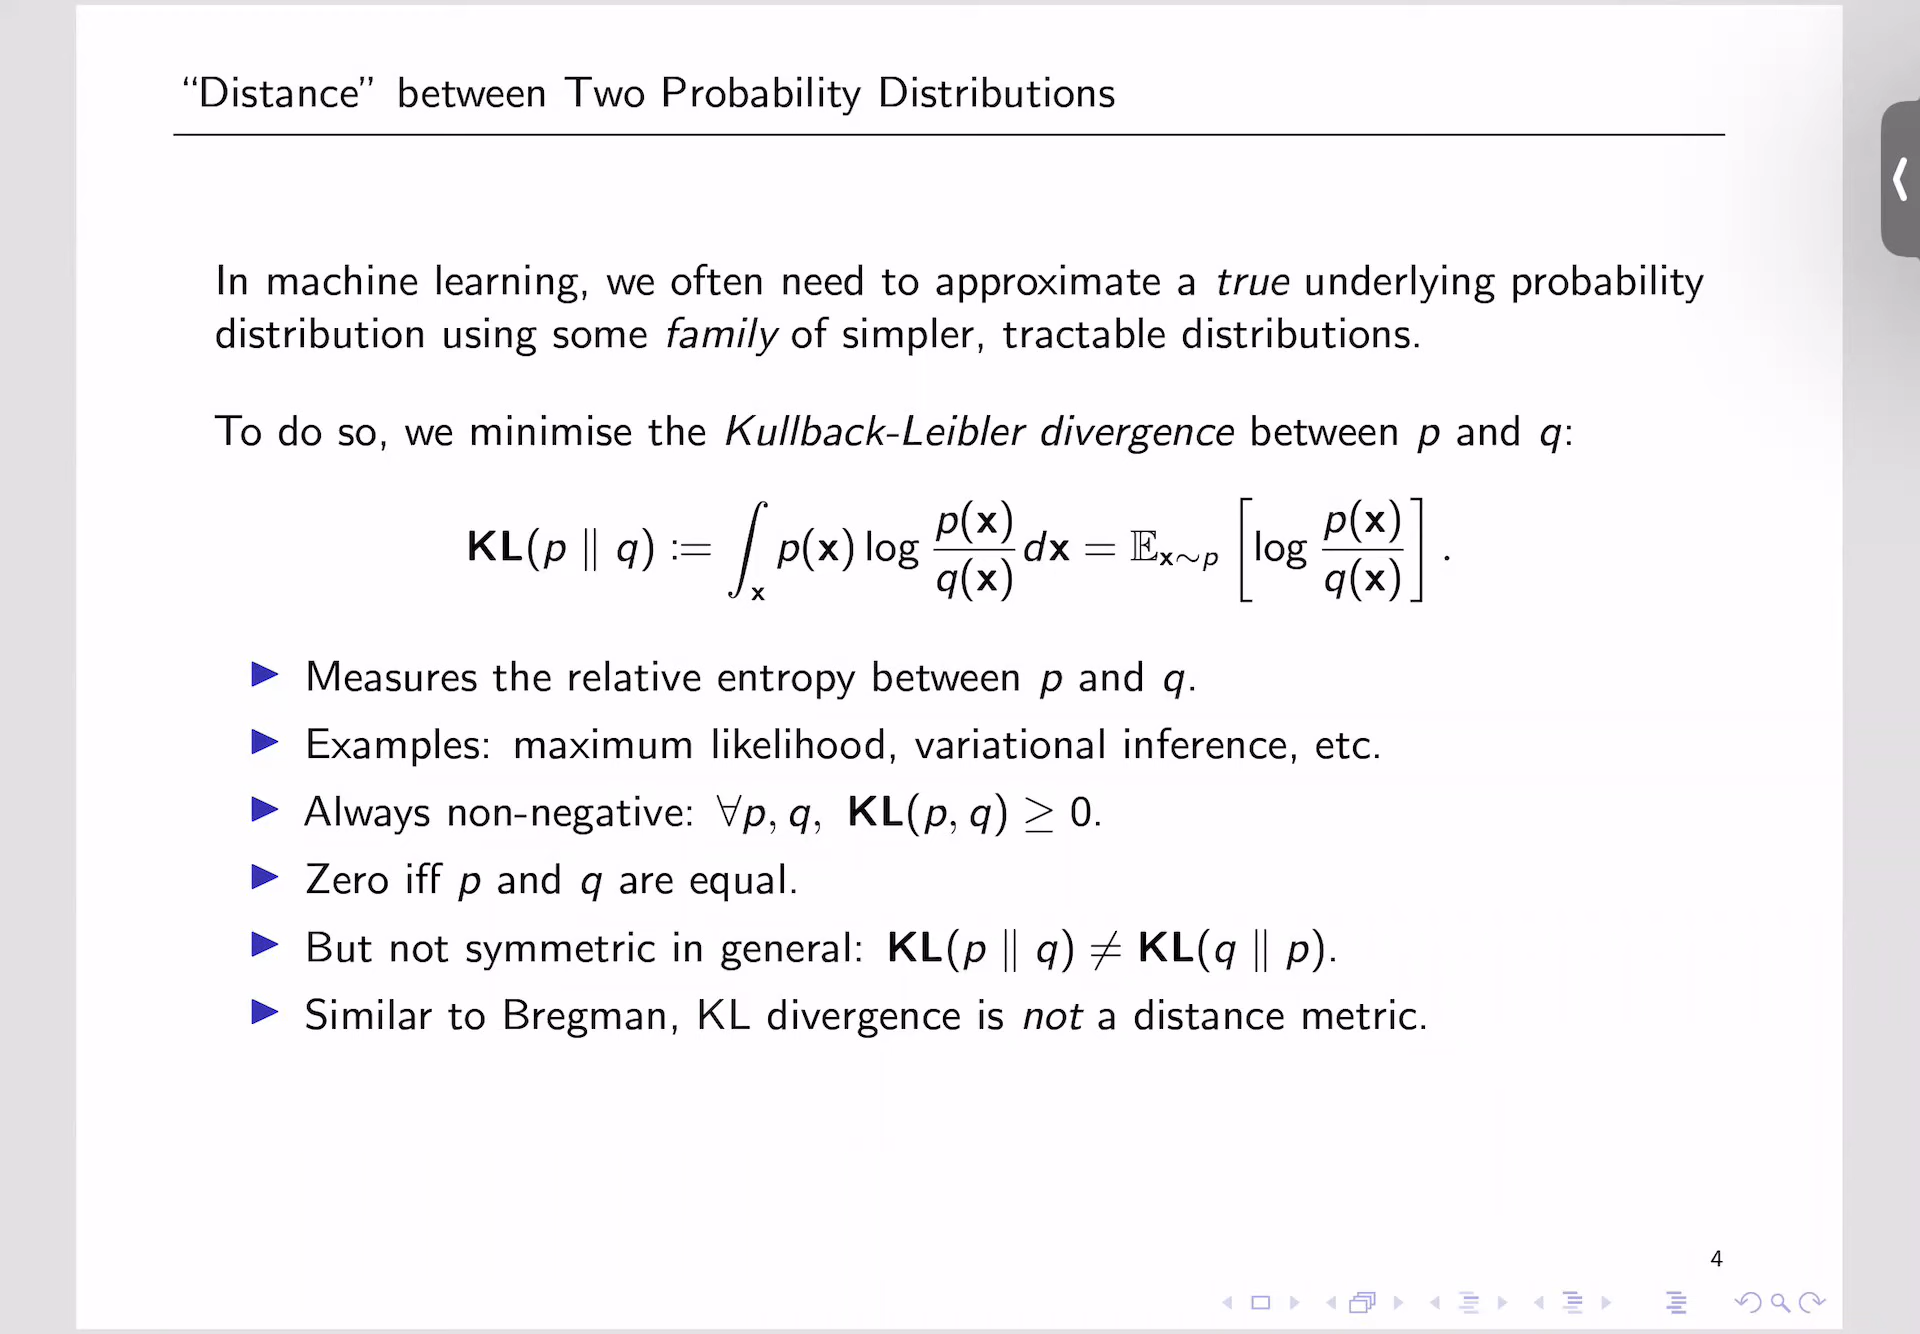 “Distance” between Two Probability Distributions
In machine learning, we often need to approximate a true underlying probability
distribution using some family of simpler, tractable distributions.
To do so, we minimise the Kullback-Leibler divergence between p and q:
KL(p ∥ q) := ∫ₓ p(x) log p(x)/q(x) dx = 𝔼ₓ∼ₚ [log p(x)/q(x)] .
▶ Measures the relative entropy between p and q.
▶ Examples: maximum likelihood, variational inference, etc.
▶ Always non-negative: ∀p, q, KL(p, q) ≥ 0.
▶ Zero iff p and q are equal.
▶ But not symmetric in general: KL(p ∥ q) ≠ KL(q ∥ p).
▶ Similar to Bregman, KL divergence is not a distance metric.
4